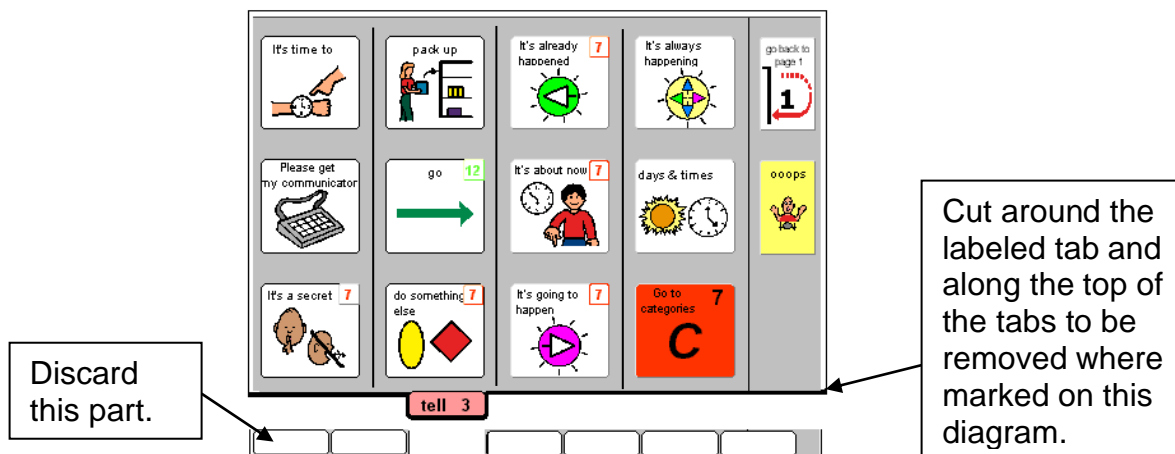 It's time to
pack up
It's already 7
happened
It's always
happening
go back to
page 1
1
Please get
my communicator
go 12
It's about now 7
days & times
ooops
It's a secret 7
do something 7
else
It's going to 7
happen
Go to 7
categories
C
tell 3
Discard
this part.
Cut around the
labeled tab and
along the top of
the tabs to be
removed where
marked on this
diagram.